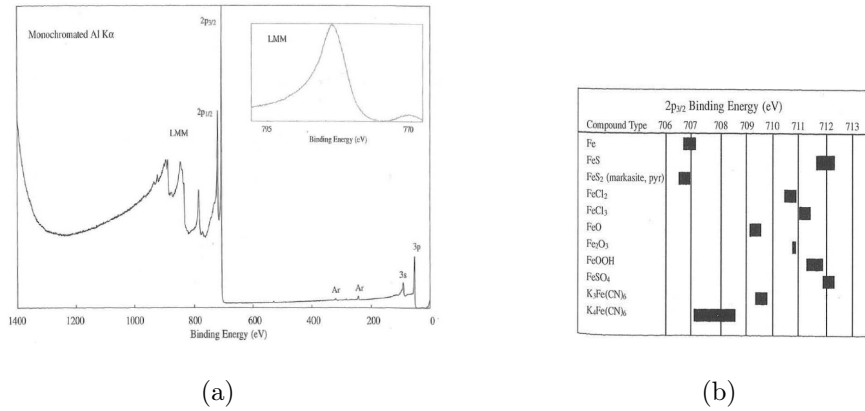 Monochromated Al Kα
2p3/2
2p1/2
LMM
LMM
795
770
Binding Energy (eV)
Ar
Ar
3s
3p
1400
1200
1000
800
600
400
200
0
Binding Energy (eV)
(a)
2p3/2 Binding Energy (eV)
Compound Type 706 707 708 709 710 711 712 713
Fe
FeS
FeS2 (markasite, pyr)
FeCl2
FeCl3
FeO
Fe2O3
FeOOH
FeSO4
K3Fe(CN)6
K4Fe(CN)6
(b)